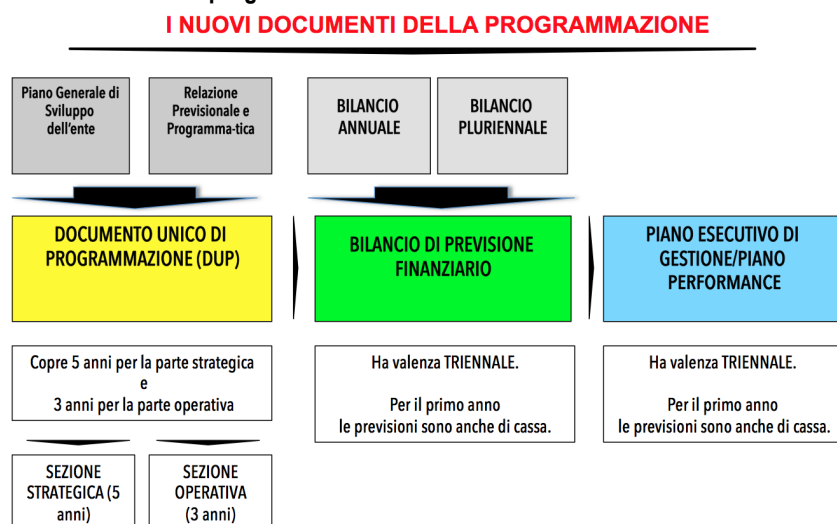 I NUOVI DOCUMENTI DELLA PROGRAMMAZIONE
Piano Generale di
Sviluppo
dell'ente
Relazione
Previsionale e
Programma-tica
BILANCIO
ANNUALE
BILANCIO
PLURIENNALE
DOCUMENTO UNICO DI
PROGRAMMAZIONE (DUP)
BILANCIO DI PREVISIONE
FINANZIARIO
PIANO ESECUTIVO DI
GESTIONE/PIANO
PERFORMANCE
Copre 5 anni per la parte strategica
e
3 anni per la parte operativa
Ha valenza TRIENNALE.
Per il primo anno
le previsioni sono anche di cassa.
Ha valenza TRIENNALE.
Per il primo anno
le previsioni sono anche di cassa.
SEZIONE
STRATEGICA (5
anni)
SEZIONE
OPERATIVA
(3 anni)